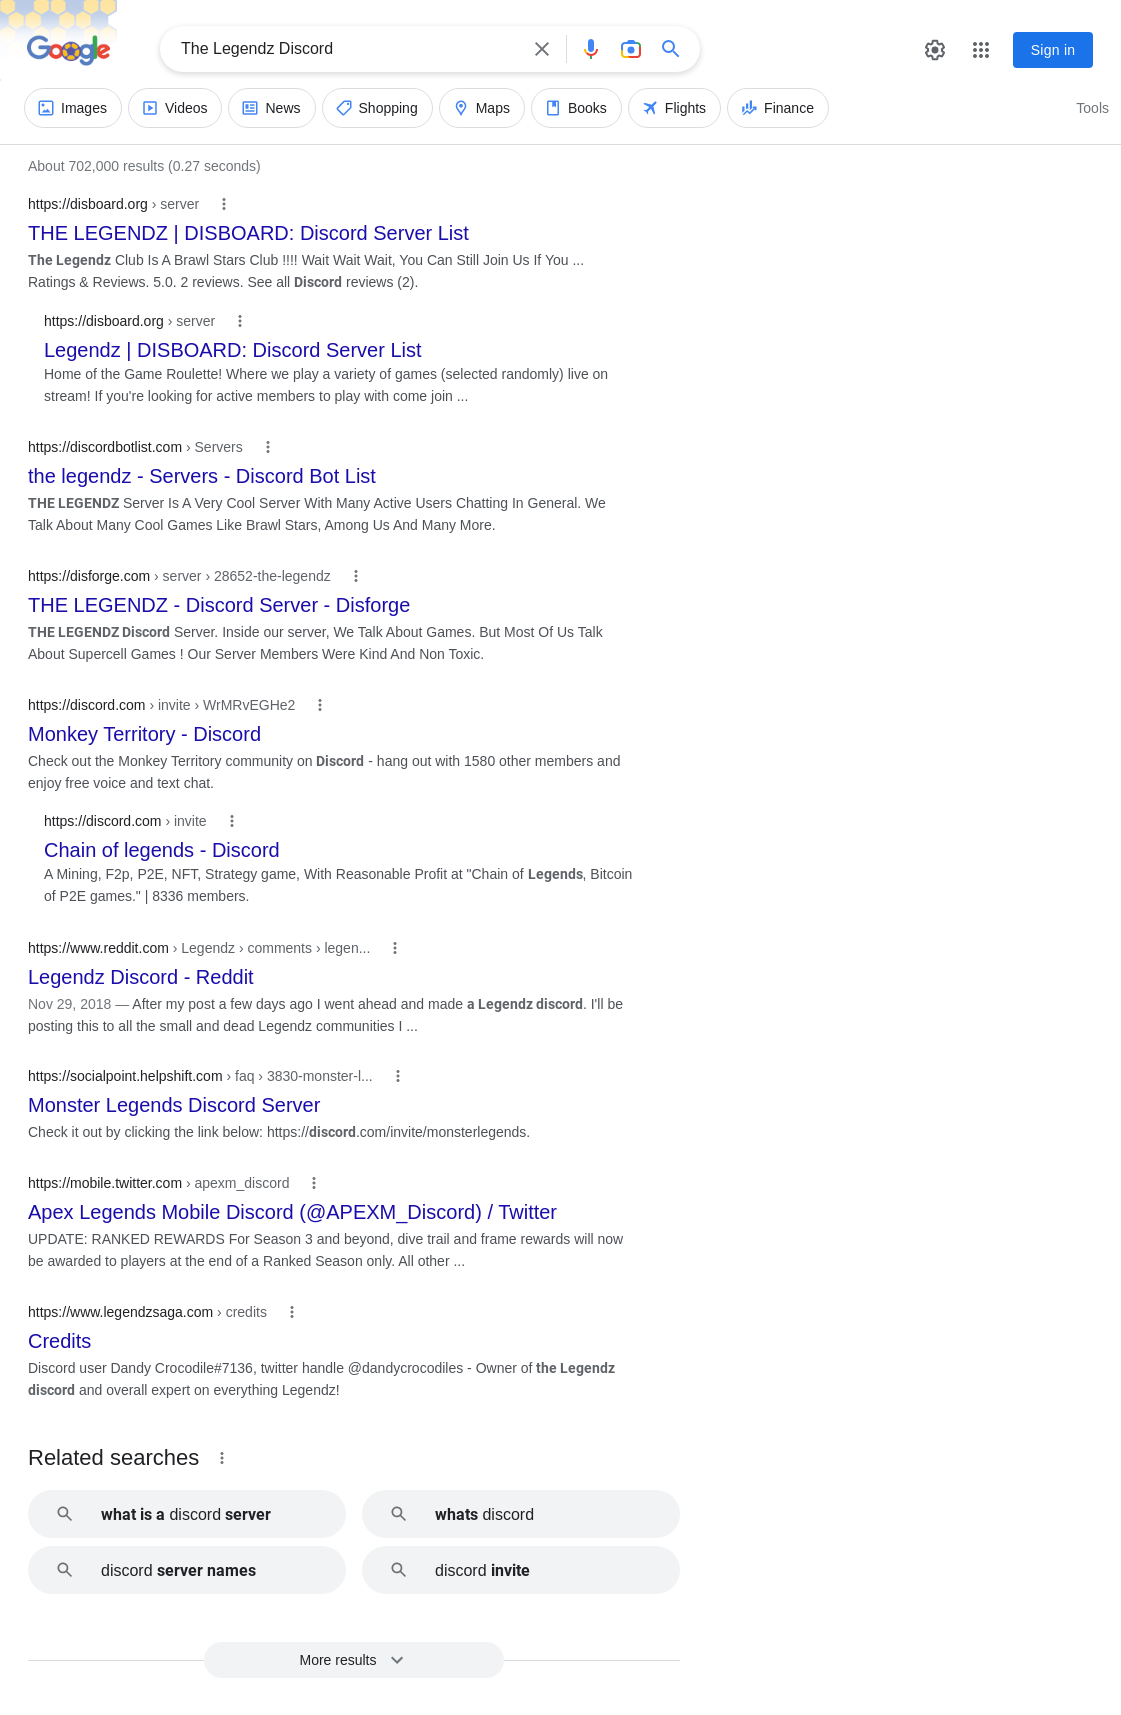 Google
The Legendz Discord
Sign in
Images Videos News Shopping Maps Books Flights Finance Tools
About 702,000 results (0.27 seconds)
https://disboard.org › server
THE LEGENDZ | DISBOARD: Discord Server List
The Legendz Club Is A Brawl Stars Club !!!! Wait Wait Wait, You Can Still Join Us If You ...
Ratings & Reviews. 5.0. 2 reviews. See all Discord reviews (2).
https://disboard.org › server
Legendz | DISBOARD: Discord Server List
Home of the Game Roulette! Where we play a variety of games (selected randomly) live on
stream! If you're looking for active members to play with come join ...
https://discordbotlist.com › Servers
the legendz - Servers - Discord Bot List
THE LEGENDZ Server Is A Very Cool Server With Many Active Users Chatting In General. We
Talk About Many Cool Games Like Brawl Stars, Among Us And Many More.
https://disforge.com › server › 28652-the-legendz
THE LEGENDZ - Discord Server - Disforge
THE LEGENDZ Discord Server. Inside our server, We Talk About Games. But Most Of Us Talk
About Supercell Games ! Our Server Members Were Kind And Non Toxic.
https://discord.com › invite › WrMRvEGHe2
Monkey Territory - Discord
Check out the Monkey Territory community on Discord - hang out with 1580 other members and
enjoy free voice and text chat.
https://discord.com › invite
Chain of legends - Discord
A Mining, F2p, P2E, NFT, Strategy game, With Reasonable Profit at "Chain of Legends, Bitcoin
of P2E games." | 8336 members.
https://www.reddit.com › Legendz › comments › legen...
Legendz Discord - Reddit
Nov 29, 2018 — After my post a few days ago I went ahead and made a Legendz discord. I'll be
posting this to all the small and dead Legendz communities I ...
https://socialpoint.helpshift.com › faq › 3830-monster-l...
Monster Legends Discord Server
Check it out by clicking the link below: https://discord.com/invite/monsterlegends.
https://mobile.twitter.com › apexm_discord
Apex Legends Mobile Discord (@APEXM_Discord) / Twitter
UPDATE: RANKED REWARDS For Season 3 and beyond, dive trail and frame rewards will now
be awarded to players at the end of a Ranked Season only. All other ...
https://www.legendzsaga.com › credits
Credits
Discord user Dandy Crocodile#7136, twitter handle @dandycrocodiles - Owner of the Legendz
discord and overall expert on everything Legendz!
Related searches
what is a discord server
whats discord
discord server names
discord invite
More results